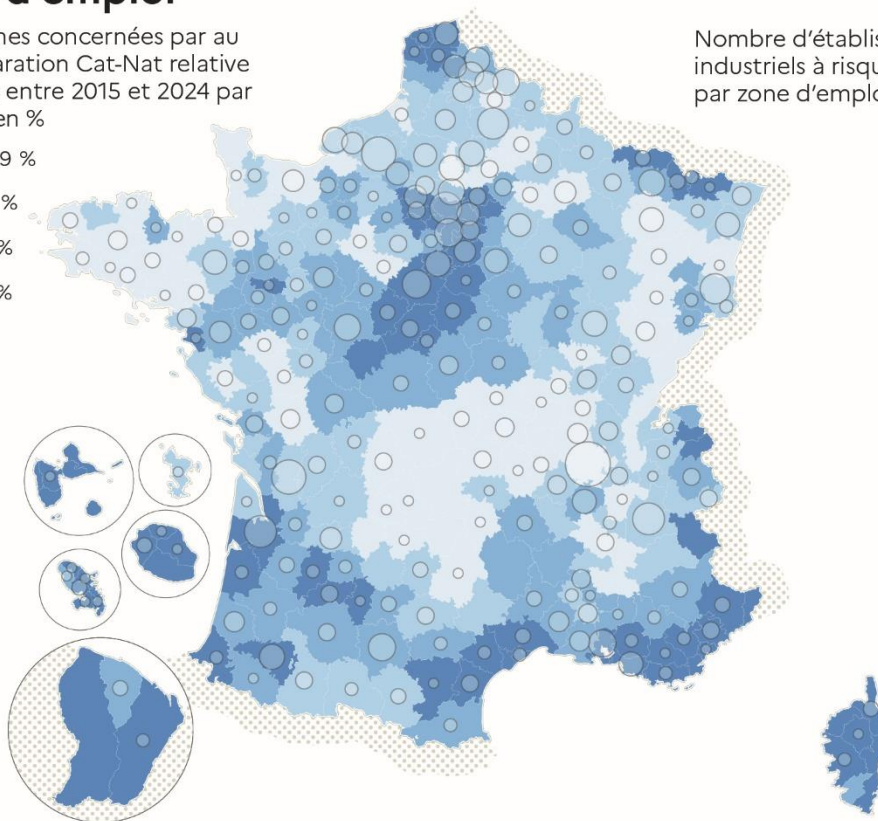 d'emploi
nes concernées par au
aration Cat-Nat relative
entre 2015 et 2024 par
en %
9 %
%
%
%
Nombre d'établis
industriels à risqu
par zone d'emplo